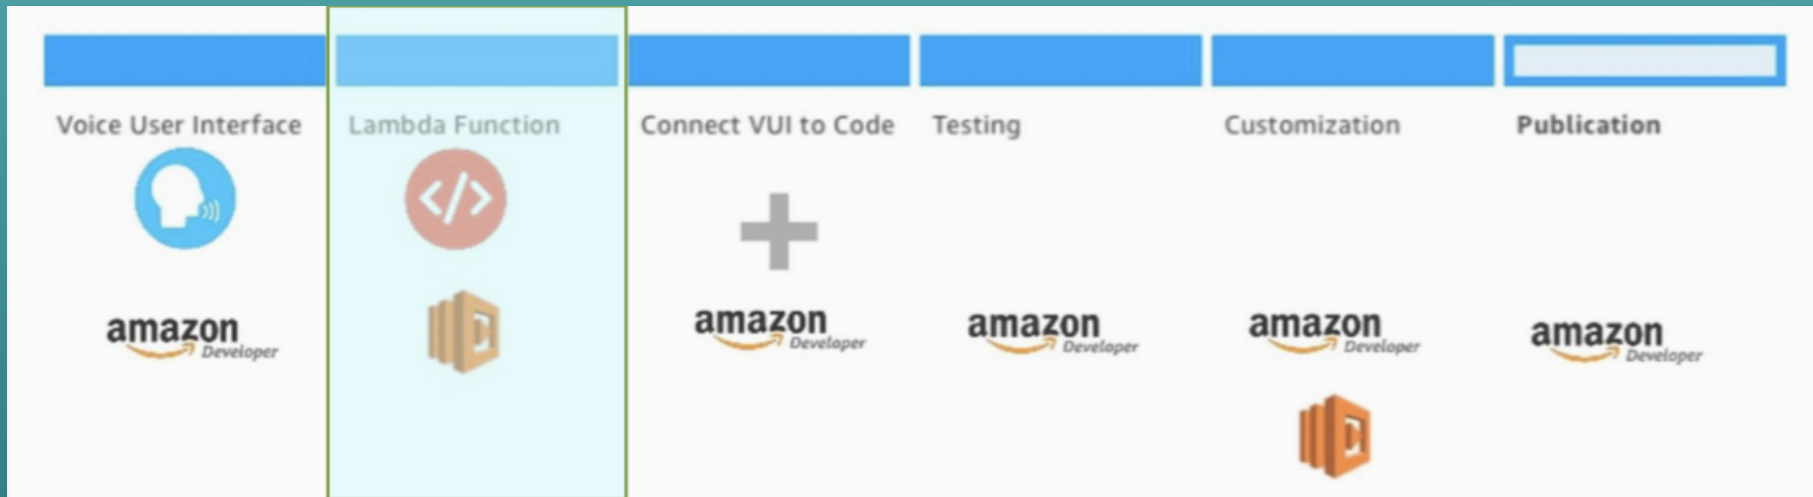 Voice User Interface
Lambda Function
Connect VUI to Code
Testing
Customization
Publication
</>
amazon
Developer
amazon
Developer
amazon
Developer
amazon
Developer
amazon
Developer